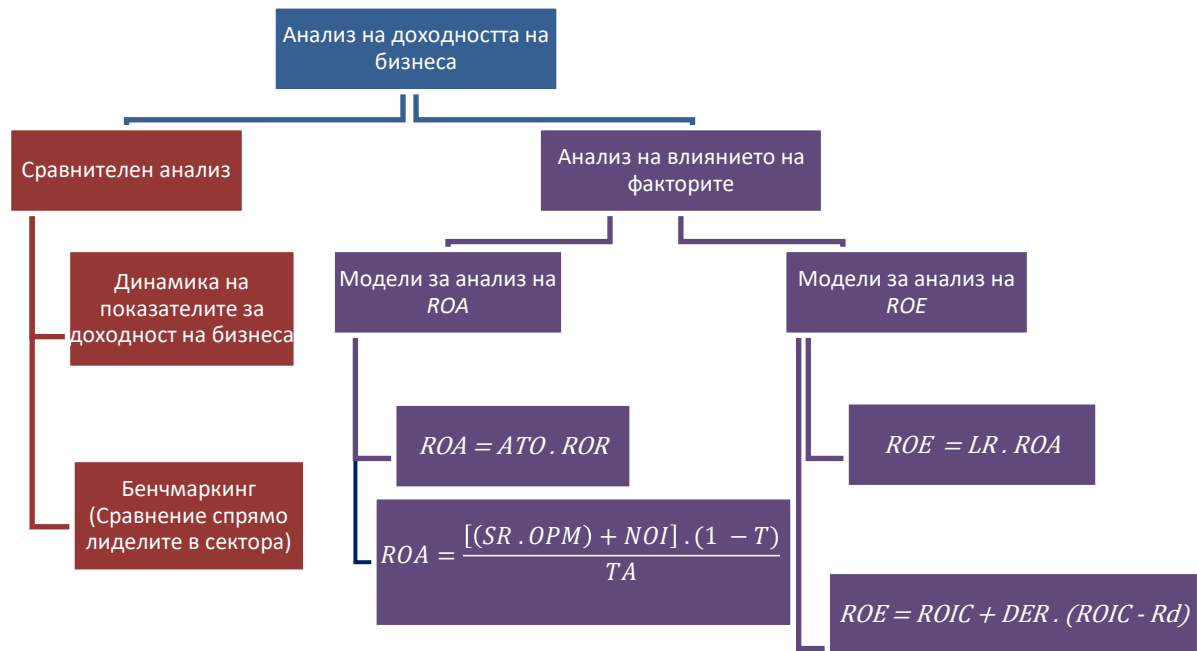 Анализ на доходността на
бизнеса
Сравнителен анализ
Динамика на
показателите за
доходност на бизнеса
Бенчмаркинг
(Сравнение спрямо
лиделите в сектора)
Анализ на влиянието на
факторите
Модели за анализ на
ROA
ROA = ATO . ROR
ROA = \frac{[(SR . OPM) + NOI] . (1 − T)}{TA}
Модели за анализ на
ROE
ROE = LR . ROA
ROE = ROIC + DER . (ROIC - Rd)